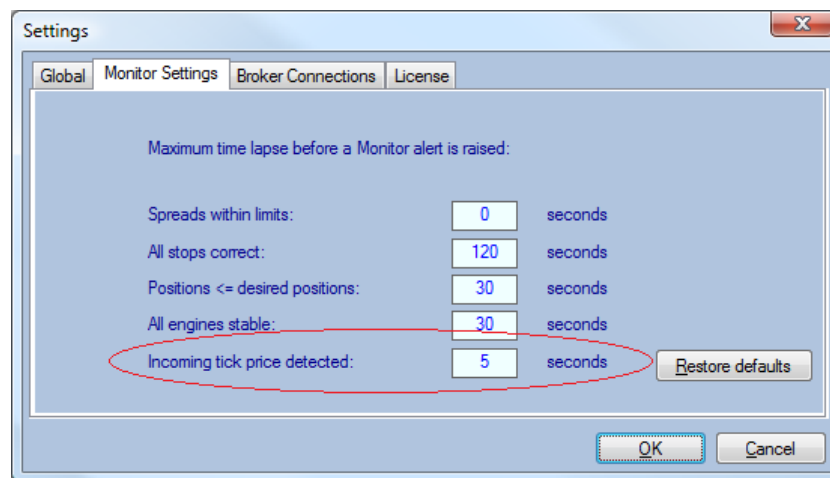 Settings
Global Monitor Settings Broker Connections License
Maximum time lapse before a Monitor alert is raised:
Spreads within limits: 0 seconds
All stops correct: 120 seconds
Positions <= desired positions: 30 seconds
All engines stable: 30 seconds
Incoming tick price detected: 5 seconds
Restore defaults
OK Cancel